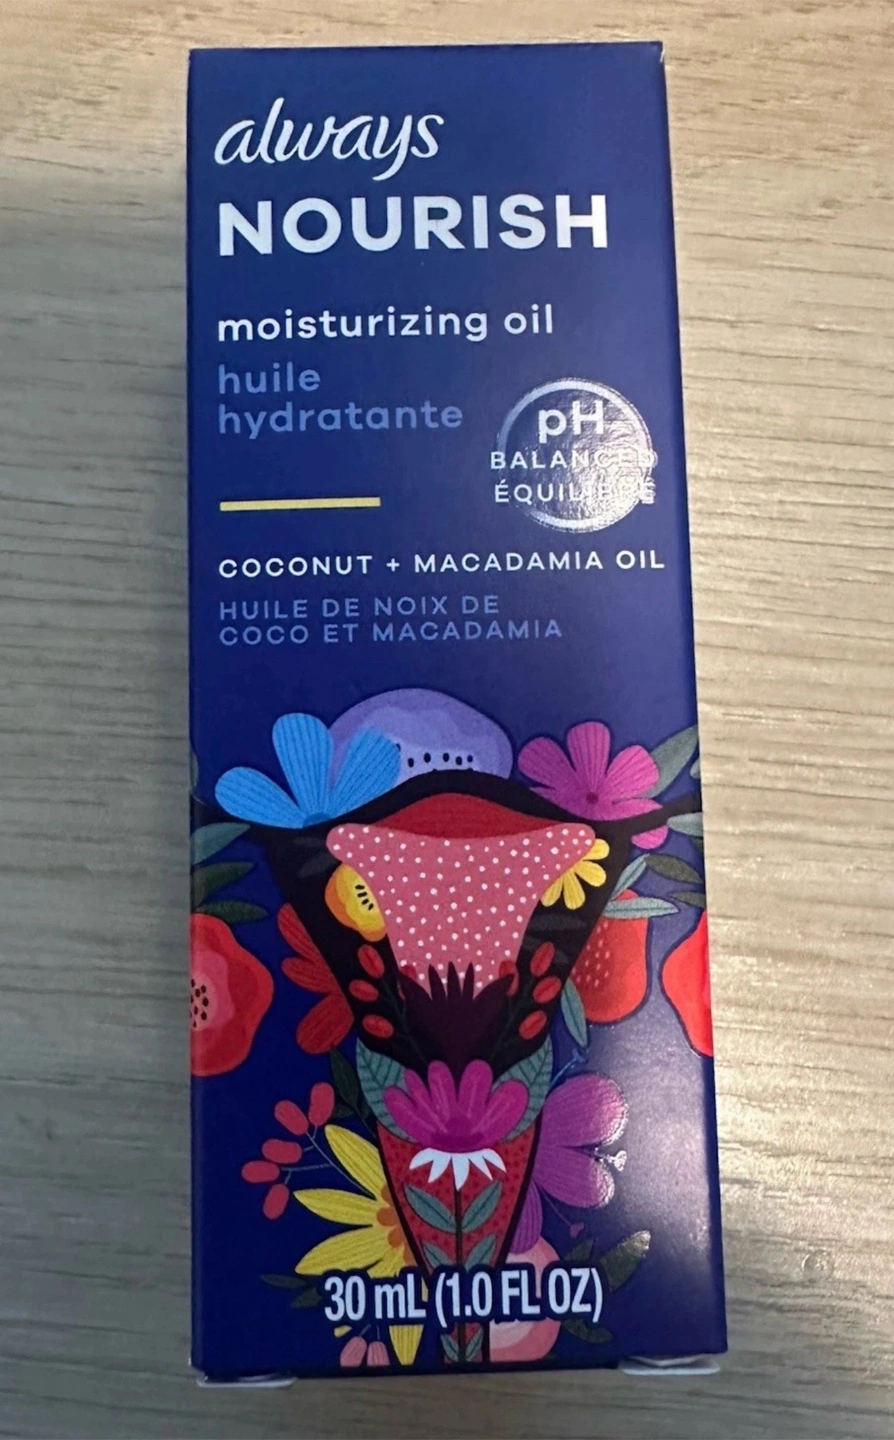 always
NOURISH
moisturizing oil
huile
hydratante
pH
BALANCED
ÉQUILIBRÉ
COCONUT + MACADAMIA OIL
HUILE DE NOIX DE
COCO ET MACADAMIA
30 mL (1.0 FL OZ)